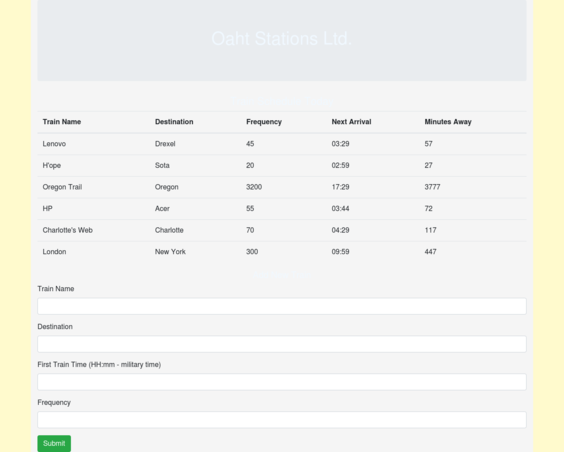 Oaht Stations Ltd.
Train Name Destination Frequency Next Arrival Minutes Away
Lenovo Drexel 45 03:29 57
H'ope Sota 20 02:59 27
Oregon Trail Oregon 3200 17:29 3777
HP Acer 55 03:44 72
Charlotte's Web Charlotte 70 04:29 117
London New York 300 09:59 447
Train Name
Destination
First Train Time (HH:mm - military time)
Frequency
Submit